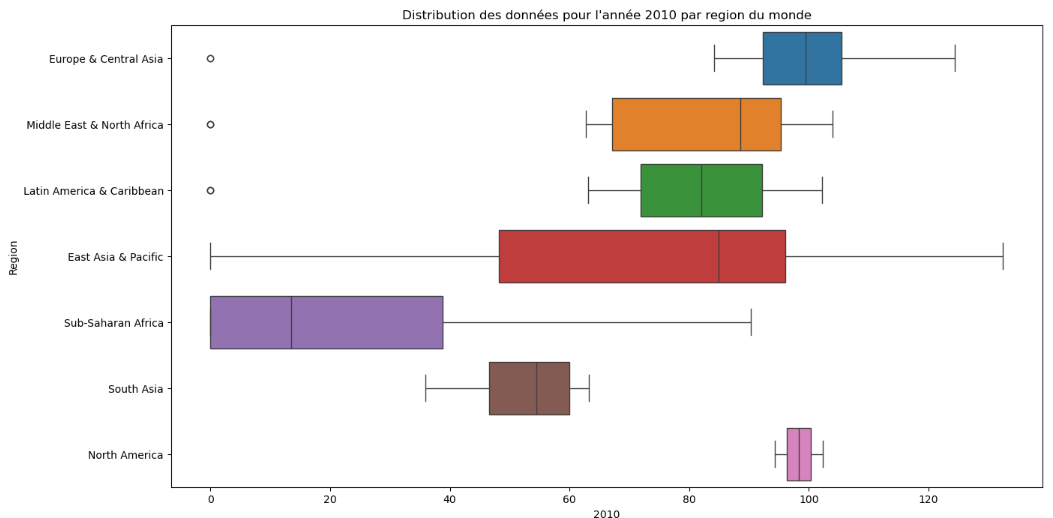 Distribution des données pour l'année 2010 par region du monde
Region
Europe & Central Asia
Middle East & North Africa
Latin America & Caribbean
East Asia & Pacific
Sub-Saharan Africa
South Asia
North America
0 20 40 60 80 100 120
2010